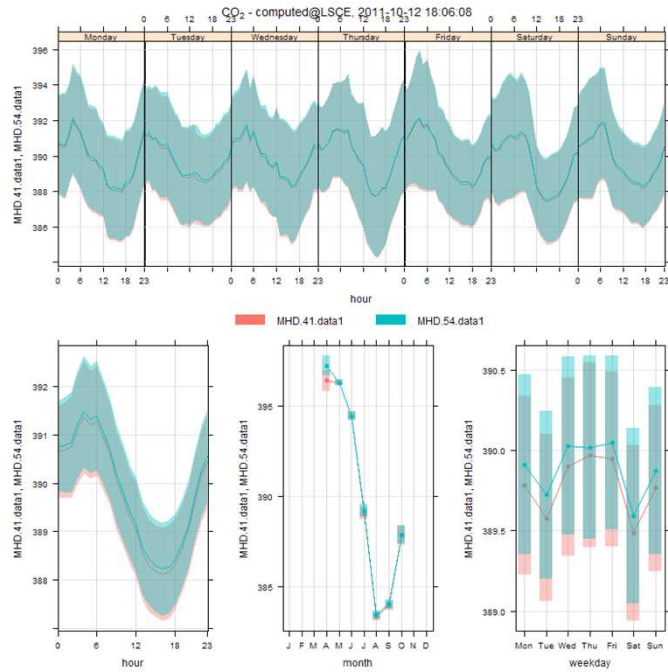 CO2 - computed@LSCE, 2011-10-12 18:06:08
0 6 12 18 23 0 6 12 18 23 0 6 12 18 23
Monday Tuesday Wednesday Thursday Friday Saturday Sunday
396
394
392
390
388
386
MHD.41.data1, MHD.54.data1
0 6 12 18 23 0 6 12 18 23 0 6 12 18 23 0 6 12 18 23
hour
MHD.41.data1 MHD.54.data1
392
391
390
389
388
MHD.41.data1, MHD.54.data1
0 6 12 18 23
hour
395
390
385
MHD.41.data1, MHD.54.data1
J F M A M J J A S O N D
month
390.5
390.0
389.5
389.0
MHD.41.data1, MHD.54.data1
Mon Tue Wed Thu Fri Sat Sun
weekday